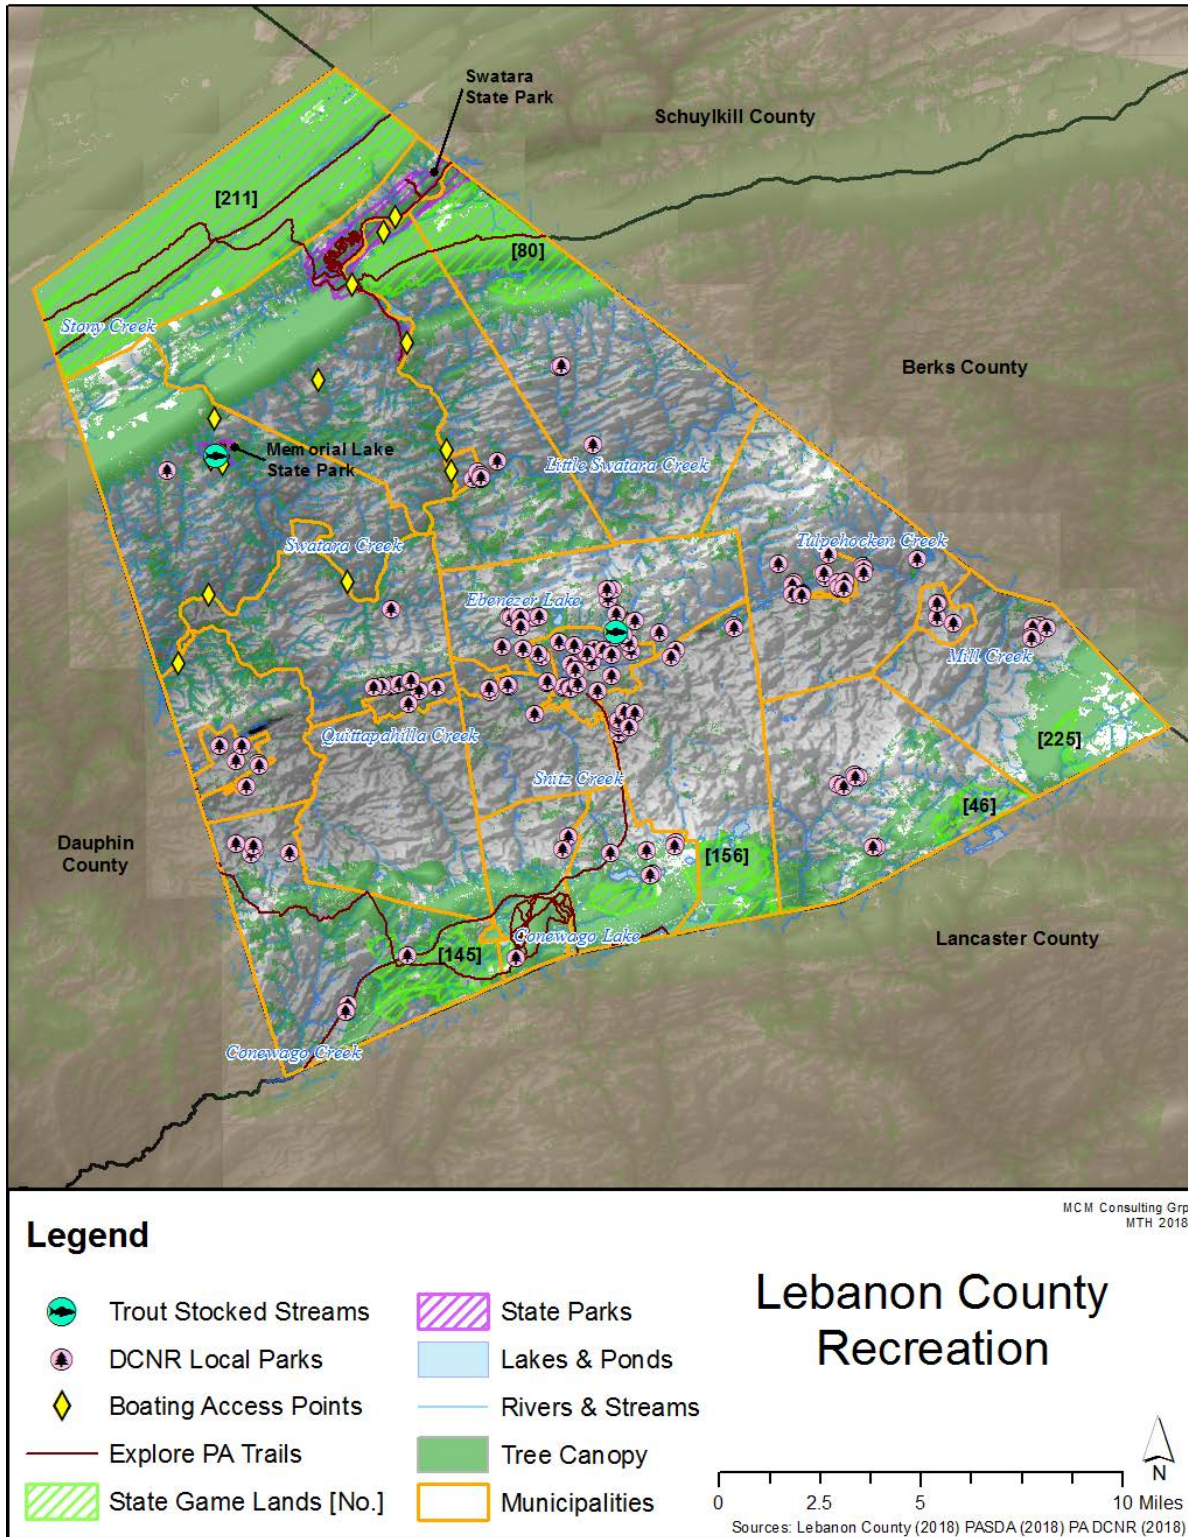 Swatara
State Park
Schuylkill County
[211]
[80]
Stony Creek
Berks County
Memorial Lake
State Park
Little Swatara Creek
Swatara Creek
Tulpehocken Creek
Ebenezer Lake
Mill Creek
Quittapahilla Creek
[225]
Snitz Creek
[46]
Dauphin
County
[156]
Conewago Lake
Lancaster County
[145]
Conewago Creek
MCM Consulting Grp
MTH 2018
Legend
Trout Stocked Streams
DCNR Local Parks
Boating Access Points
Explore PA Trails
State Game Lands [No.]
State Parks
Lakes & Ponds
Rivers & Streams
Tree Canopy
Municipalities
Lebanon County
Recreation
N
0 2.5 5 10 Miles
Sources: Lebanon County (2018) PASDA (2018) PA DCNR (2018)